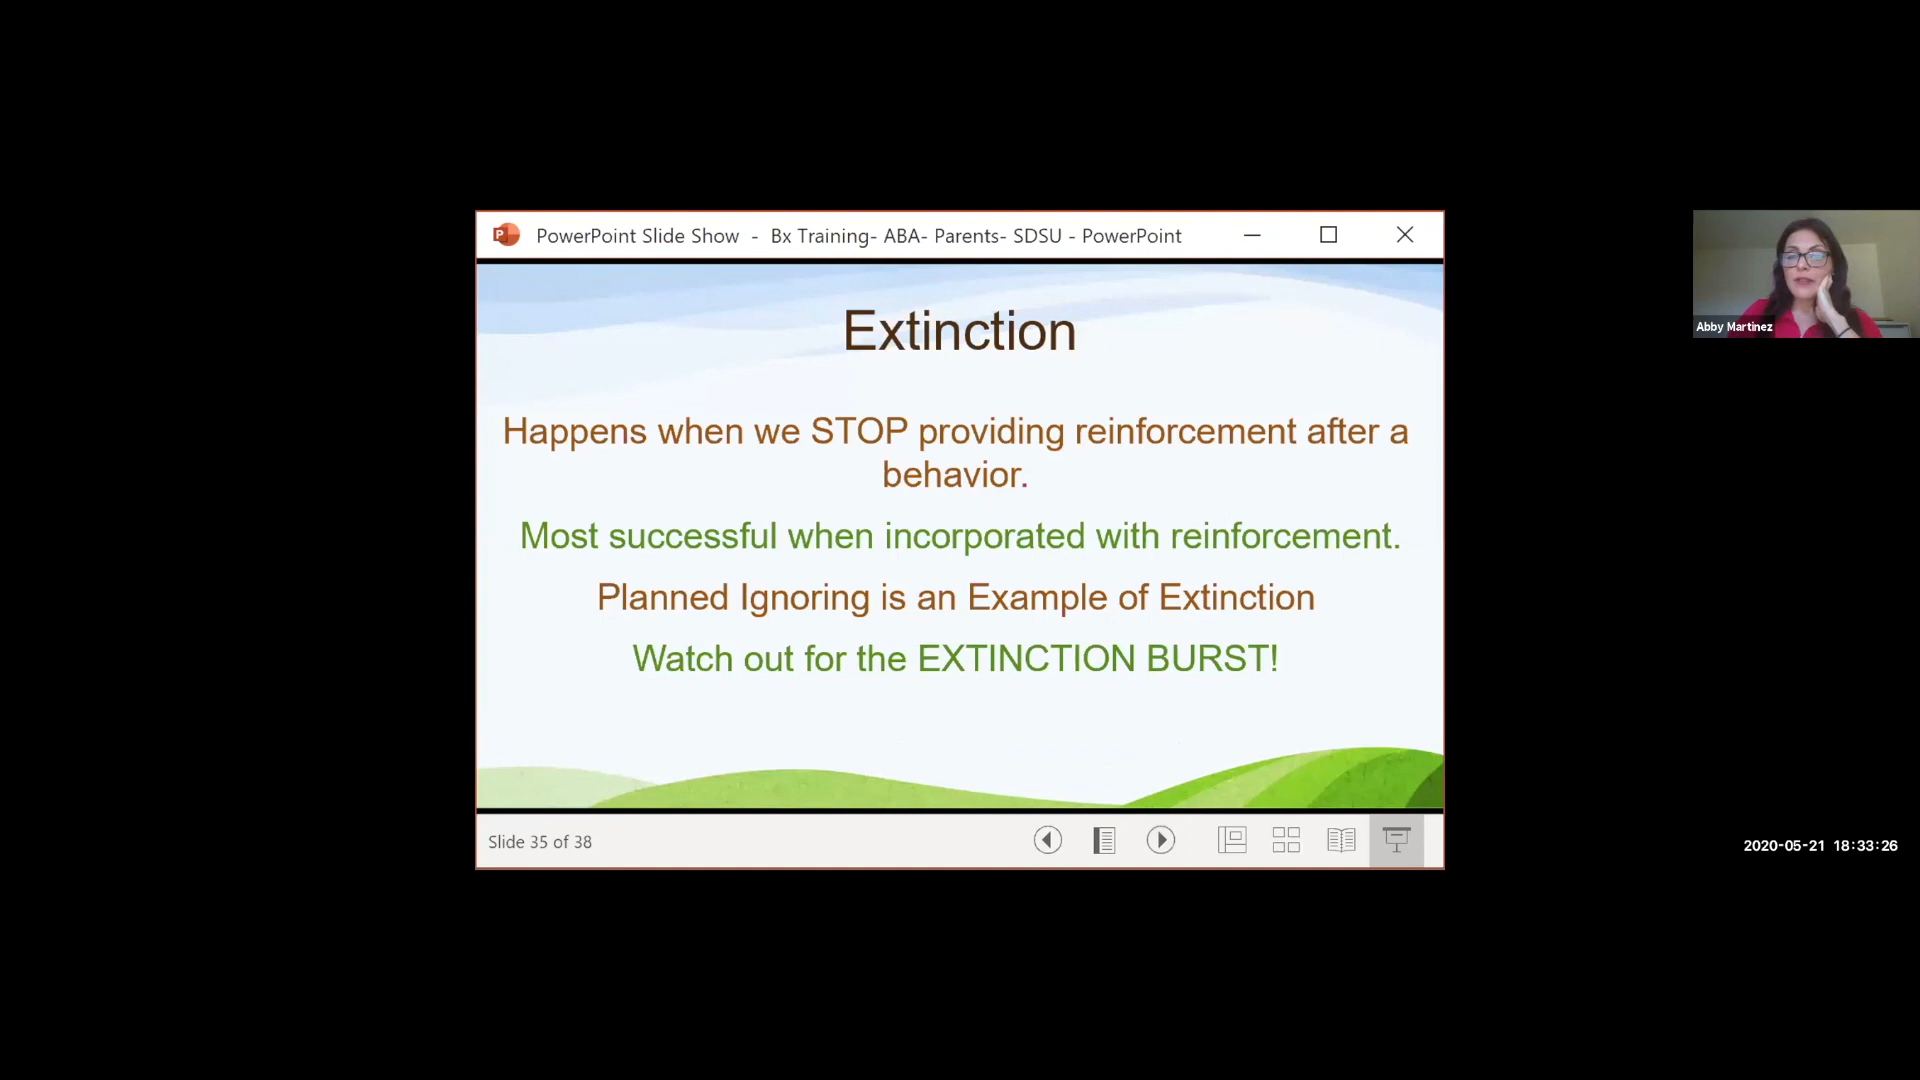 PowerPoint Slide Show - Bx Training- ABA- Parents- SDSU - PowerPoint
Extinction
Happens when we STOP providing reinforcement after a
behavior.
Most successful when incorporated with reinforcement.
Planned Ignoring is an Example of Extinction
Watch out for the EXTINCTION BURST!
Slide 35 of 38
Abby Martinez
2020-05-21 18:33:26